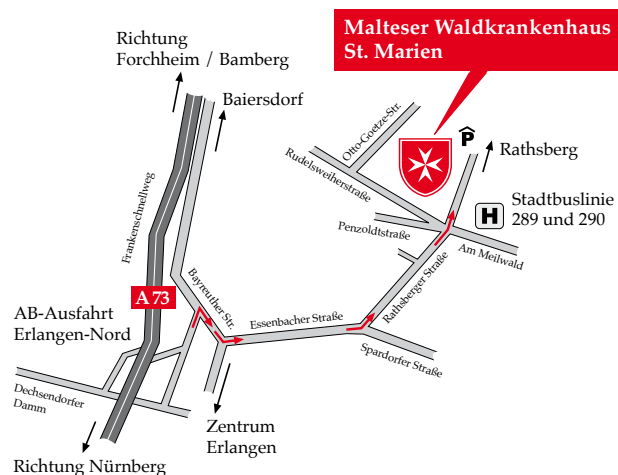 Malteser Waldkrankenhaus
St. Marien
Richtung
Forchheim / Bamberg
Baiersdorf
Otto-Goetze-Str.
Rudelsweiherstraße
P
Rathsberg
H
Stadtbuslinie
289 und 290
Penzoldtstraße
Am Meilwald
Frankenschnellweg
Rathsberger Straße
A 73
Bayreuther Str.
AB-Ausfahrt
Erlangen-Nord
Essenbacher Straße
Spardorfer Straße
Dechsendorfer
Damm
Zentrum
Erlangen
Richtung Nürnberg